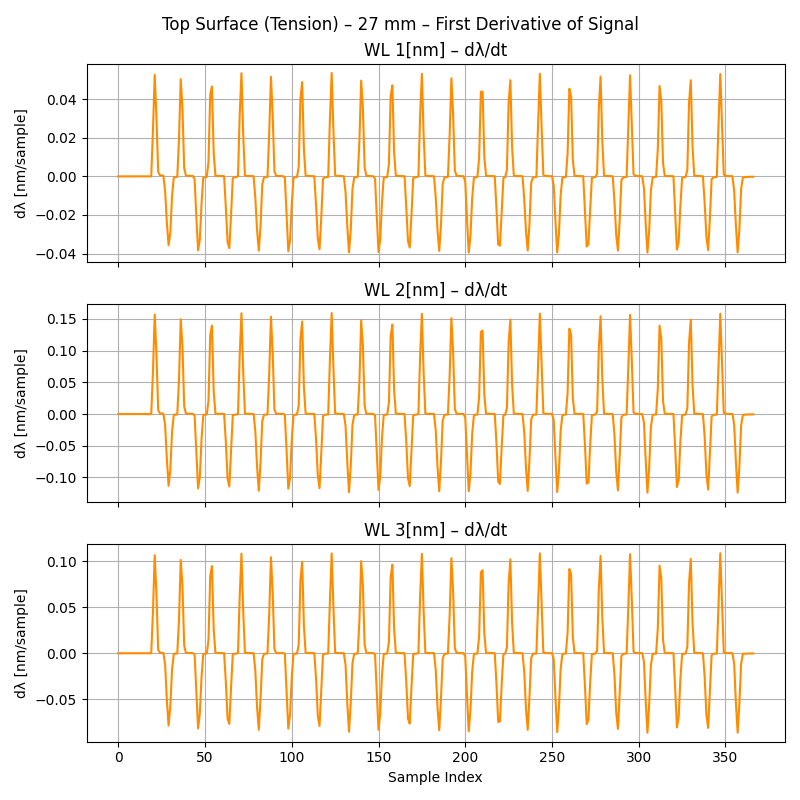 Top Surface (Tension) – 27 mm – First Derivative of Signal
WL 1[nm] – dλ/dt
0.04
0.02
0.00
−0.02
−0.04
dλ [nm/sample]
WL 2[nm] – dλ/dt
0.15
0.10
0.05
0.00
−0.05
−0.10
dλ [nm/sample]
WL 3[nm] – dλ/dt
0.10
0.05
0.00
−0.05
dλ [nm/sample]
0 50 100 150 200 250 300 350
Sample Index